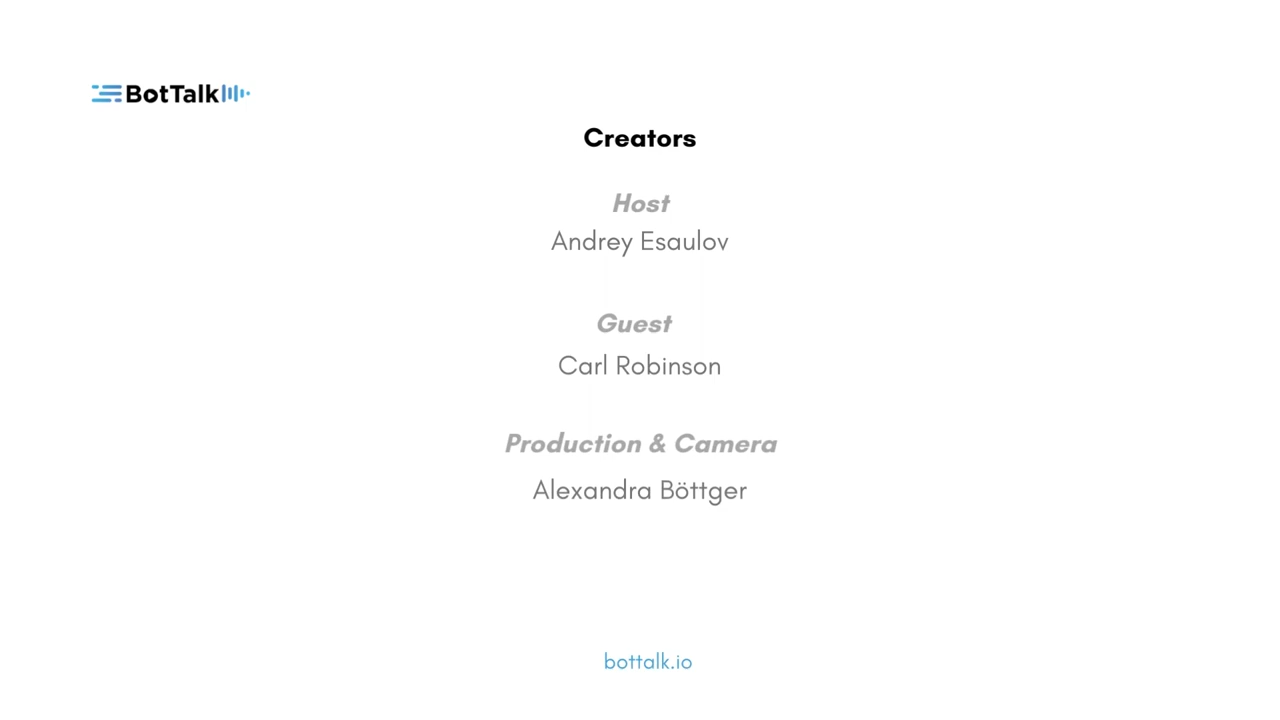 BotTalk
Creators
Host
Andrey Esaulov
Guest
Carl Robinson
Production & Camera
Alexandra Böttger
bottalk.io